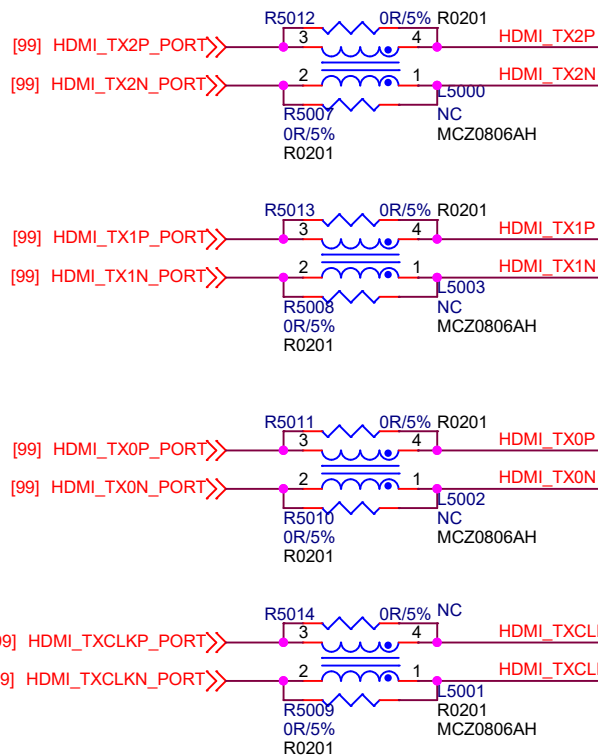 R5012 0R/5% R0201
[99] HDMI_TX2P_PORT 3 4 HDMI_TX2P
[99] HDMI_TX2N_PORT 2 1 HDMI_TX2N
R5007 L5000
0R/5% NC
R0201 MCZ0806AH
R5013 0R/5% R0201
[99] HDMI_TX1P_PORT 3 4 HDMI_TX1P
[99] HDMI_TX1N_PORT 2 1 HDMI_TX1N
R5008 L5003
0R/5% NC
R0201 MCZ0806AH
R5011 0R/5% R0201
[99] HDMI_TX0P_PORT 3 4 HDMI_TX0P
[99] HDMI_TX0N_PORT 2 1 HDMI_TX0N
R5010 L5002
0R/5% NC
R0201 MCZ0806AH
R5014 0R/5% NC
99] HDMI_TXCLKP_PORT 3 4 HDMI_TXCL
9] HDMI_TXCLKN_PORT 2 1 HDMI_TXCL
R5009 L5001
0R/5% R0201
R0201 MCZ0806AH